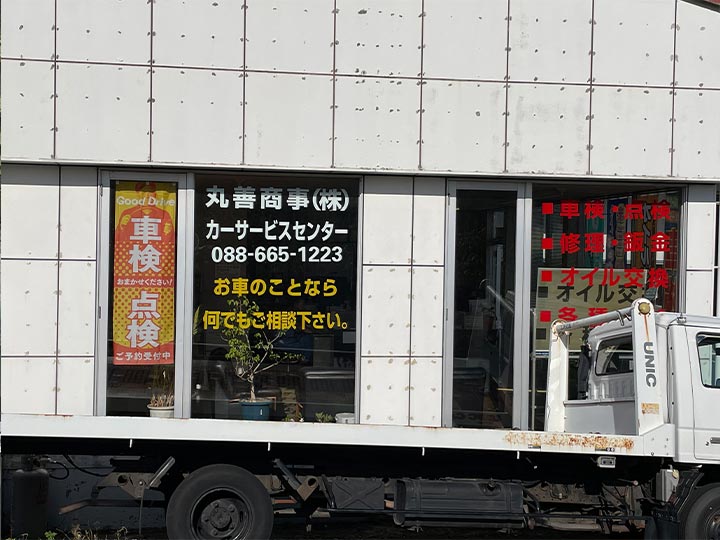 Good Drive
車検
おまかせください!
点検
ご予約受付中
丸善商事(株)
カーサービスセンター
088-665-1223
お車のことなら
何でもご相談下さい。
■車検・点検
■修理・鈑金
■オイル交換
■オイル交
■各種
UNIC